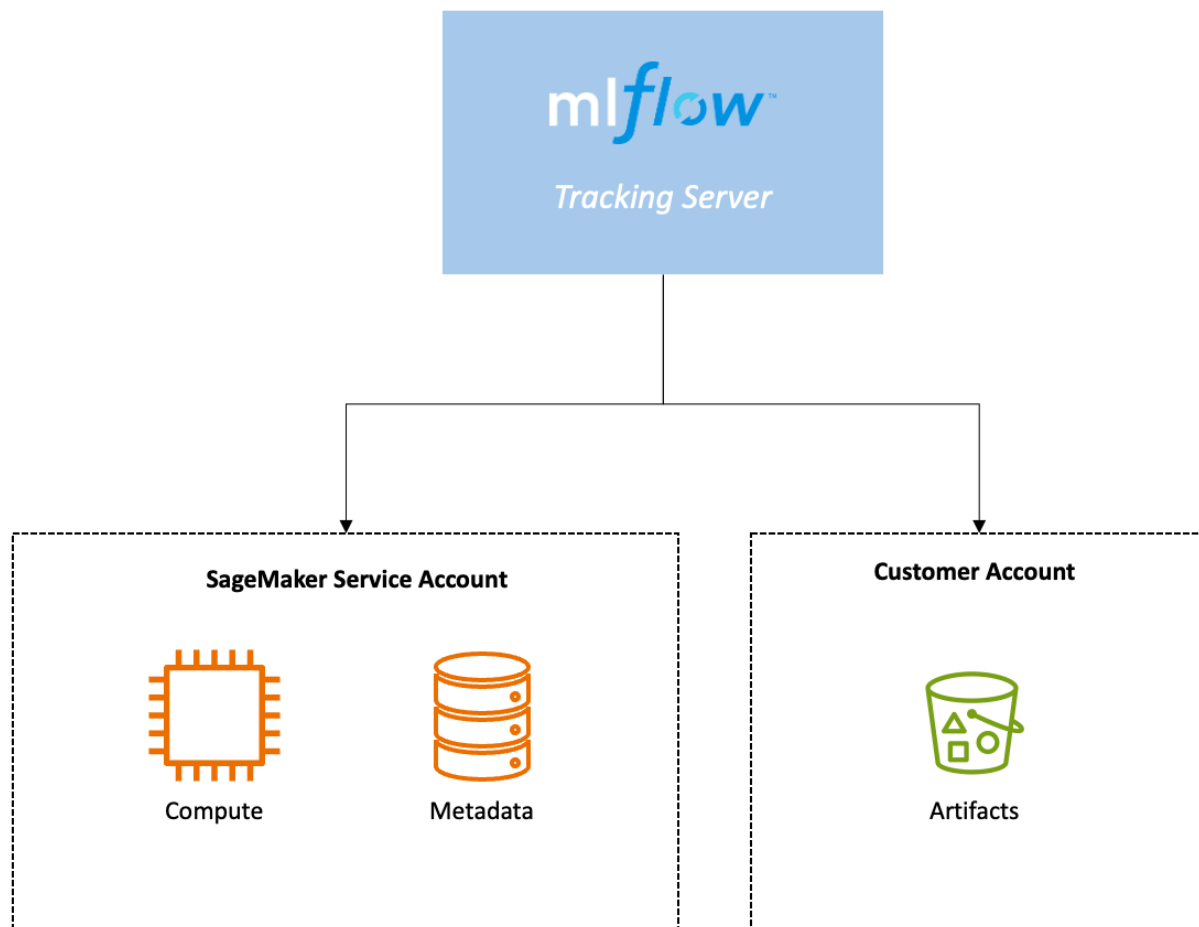 mlflow™
Tracking Server
SageMaker Service Account
Customer Account
Compute
Metadata
Artifacts